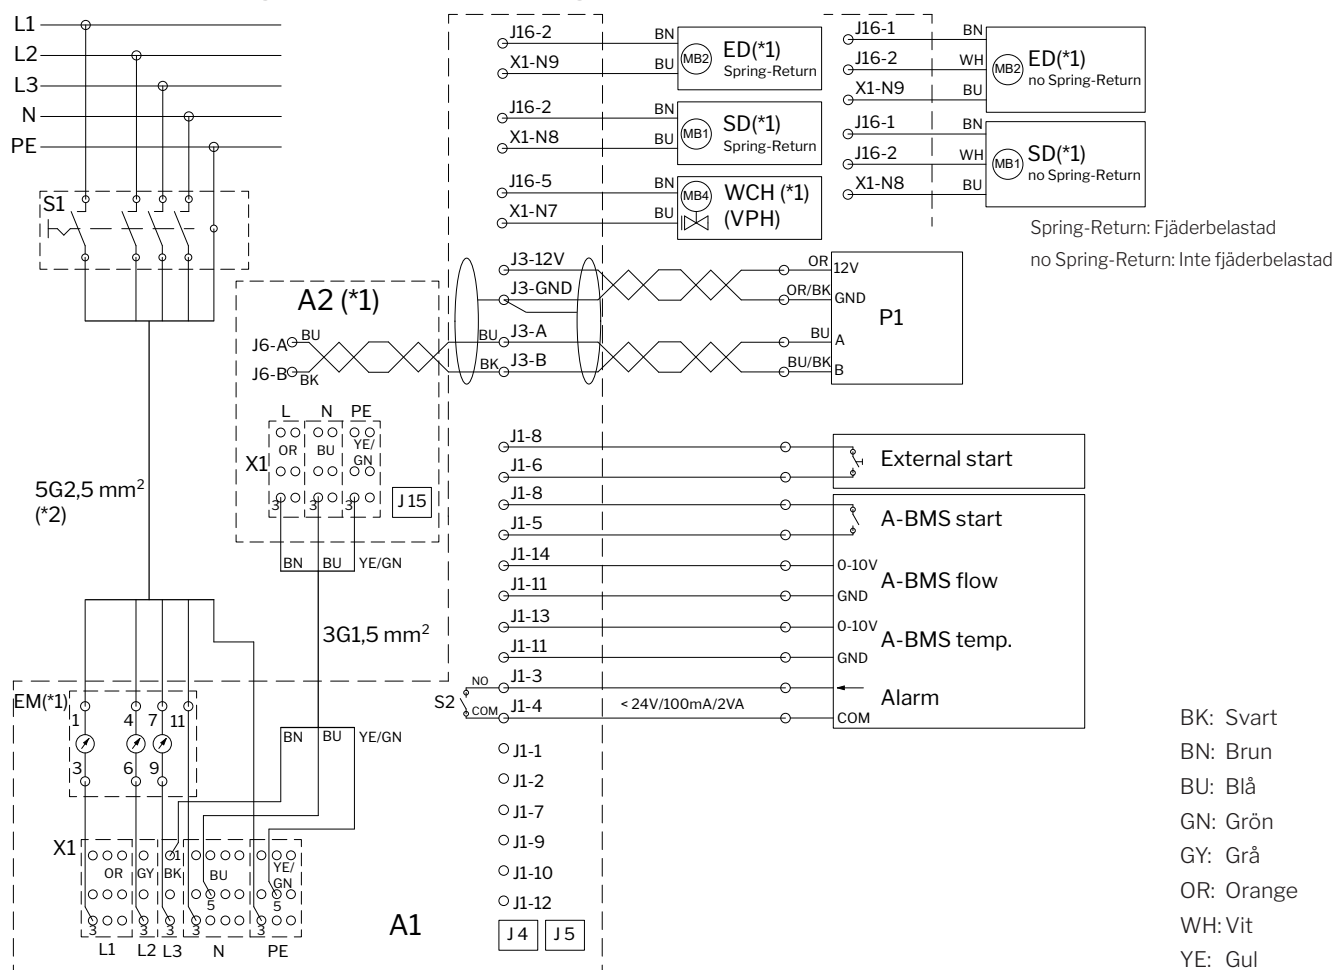 L1
L2
L3
N
PE
S1
J16-2 BN MB2 ED(*1)
X1-N9 BU Spring-Return
J16-2 BN MB1 SD(*1)
X1-N8 BU Spring-Return
J16-5 BN MB4 WCH (*1)
X1-N7 BU (VPH)
J16-1 BN
J16-2 WH MB2 ED(*1)
no Spring-Return
X1-N9 BU
J16-1 BN
J16-2 WH MB1 SD(*1)
no Spring-Return
X1-N8 BU
Spring-Return: Fjäderbelastad
no Spring-Return: Inte fjäderbelastad
J3-12V OR 12V
J3-GND OR/BK GND
P1
BU J3-A BU A
BK J3-B BU/BK B
A2 (*1)
J6-A BU
J6-B BK
L N PE
X1 OR BU YE/
GN
3 3 3
J 15
BN BU YE/GN
5G2,5 mm²
(*2)
3G1,5 mm²
J1-8
External start
J1-6
J1-8
A-BMS start
J1-5
J1-14 0-10V
A-BMS flow
J1-11 GND
J1-13 0-10V
A-BMS temp.
J1-11 GND
S2 NO J1-3
Alarm
COM J1-4 < 24V/100mA/2VA COM
J1-1
J1-2
J1-7
J1-9
J1-10
J1-12
J 4 J 5
EM(*1)
1 4 7 11
3 6 9
BN BU YE/GN
X1
1
OR GY BK BU YE/
GN
5 5
3 3 3 3 3
L1 L2 L3 N PE
A1
BK: Svart
BN: Brun
BU: Blå
GN: Grön
GY: Grå
OR: Orange
WH: Vit
YE: Gul